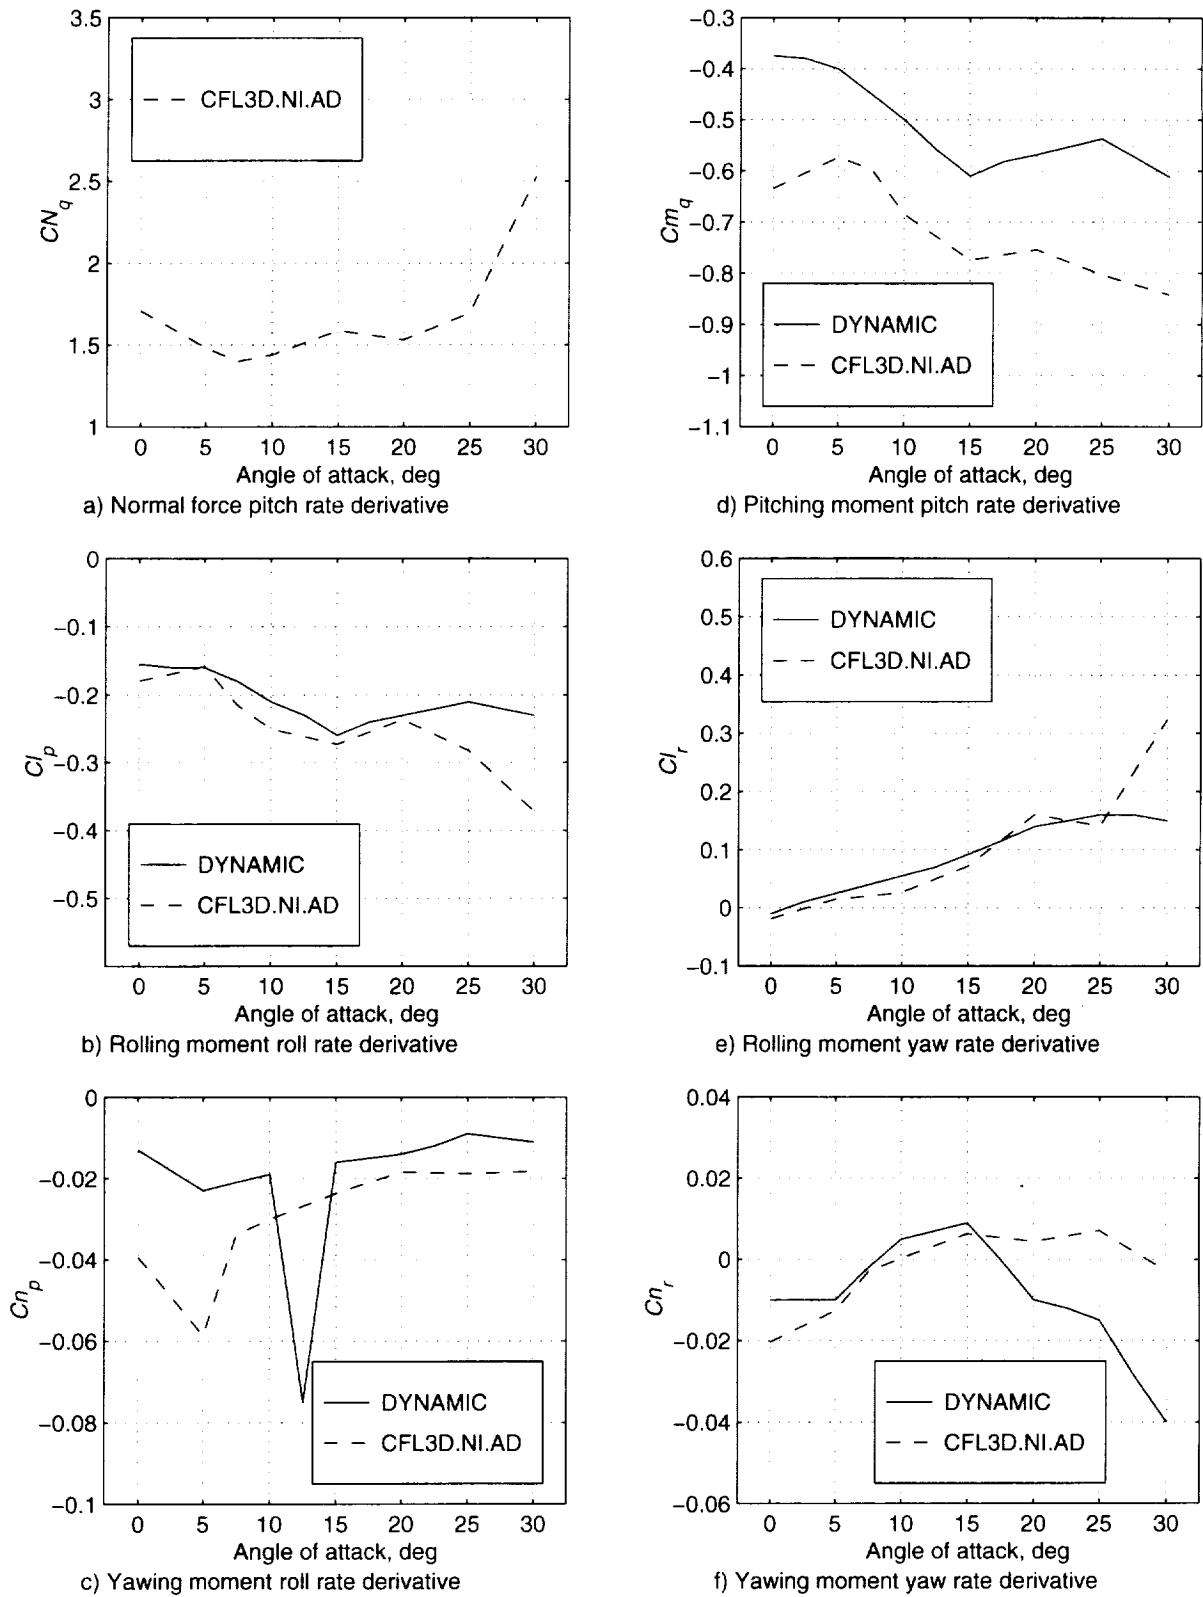 3.5
3
2.5
2
1.5
1
CN_q
CFL3D.NI.AD
0 5 10 15 20 25 30
Angle of attack, deg
a) Normal force pitch rate derivative
−0.3
−0.4
−0.5
−0.6
−0.7
−0.8
−0.9
−1
−1.1
Cm_q
DYNAMIC
CFL3D.NI.AD
0 5 10 15 20 25 30
Angle of attack, deg
d) Pitching moment pitch rate derivative
0
−0.1
−0.2
−0.3
−0.4
−0.5
Cl_p
DYNAMIC
CFL3D.NI.AD
0 5 10 15 20 25 30
Angle of attack, deg
b) Rolling moment roll rate derivative
0.6
0.5
0.4
0.3
0.2
0.1
0
−0.1
Cl_r
DYNAMIC
CFL3D.NI.AD
0 5 10 15 20 25 30
Angle of attack, deg
e) Rolling moment yaw rate derivative
0
−0.02
−0.04
−0.06
−0.08
−0.1
Cn_p
DYNAMIC
CFL3D.NI.AD
0 5 10 15 20 25 30
Angle of attack, deg
c) Yawing moment roll rate derivative
0.04
0.02
0
−0.02
−0.04
−0.06
Cn_r
DYNAMIC
CFL3D.NI.AD
0 5 10 15 20 25 30
Angle of attack, deg
f) Yawing moment yaw rate derivative